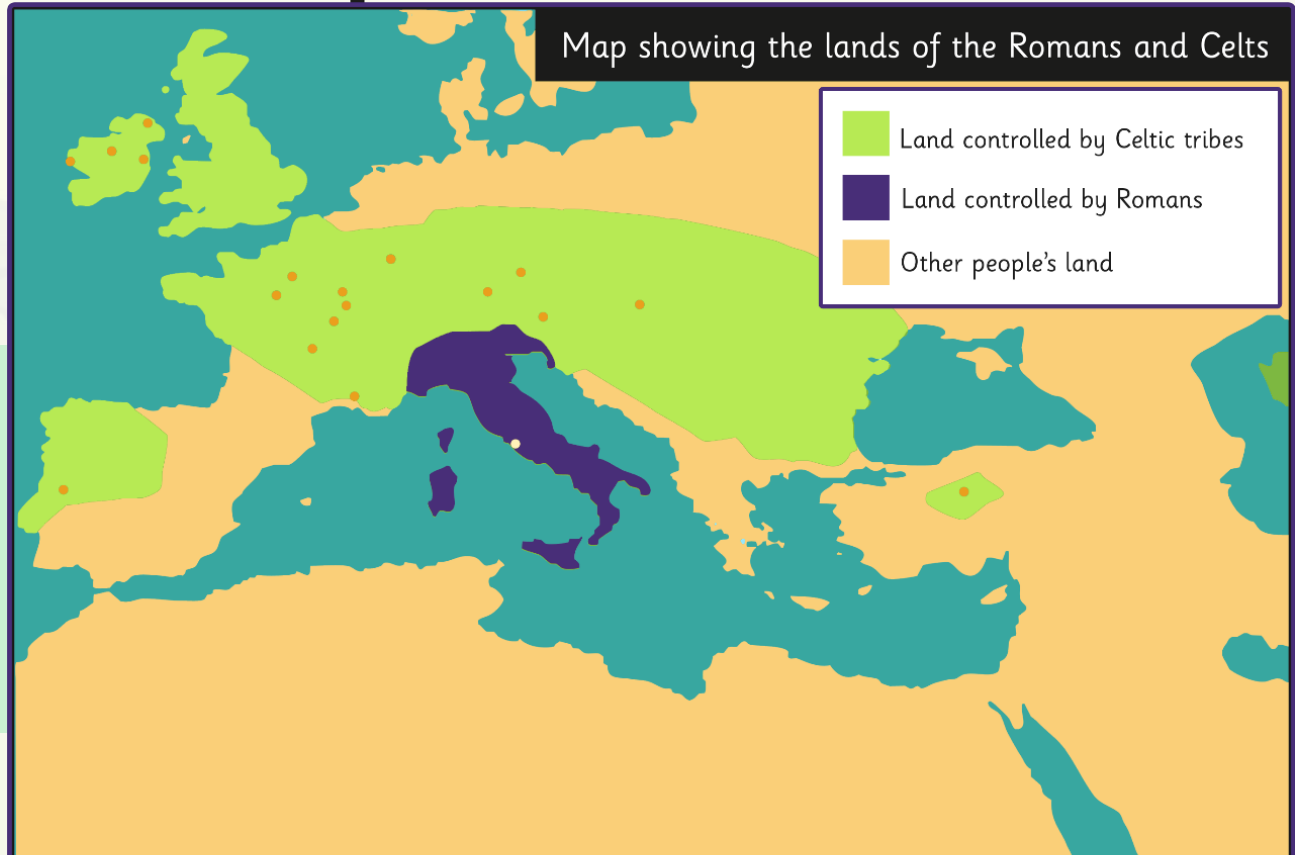 Map showing the lands of the Romans and Celts
Land controlled by Celtic tribes
Land controlled by Romans
Other people's land